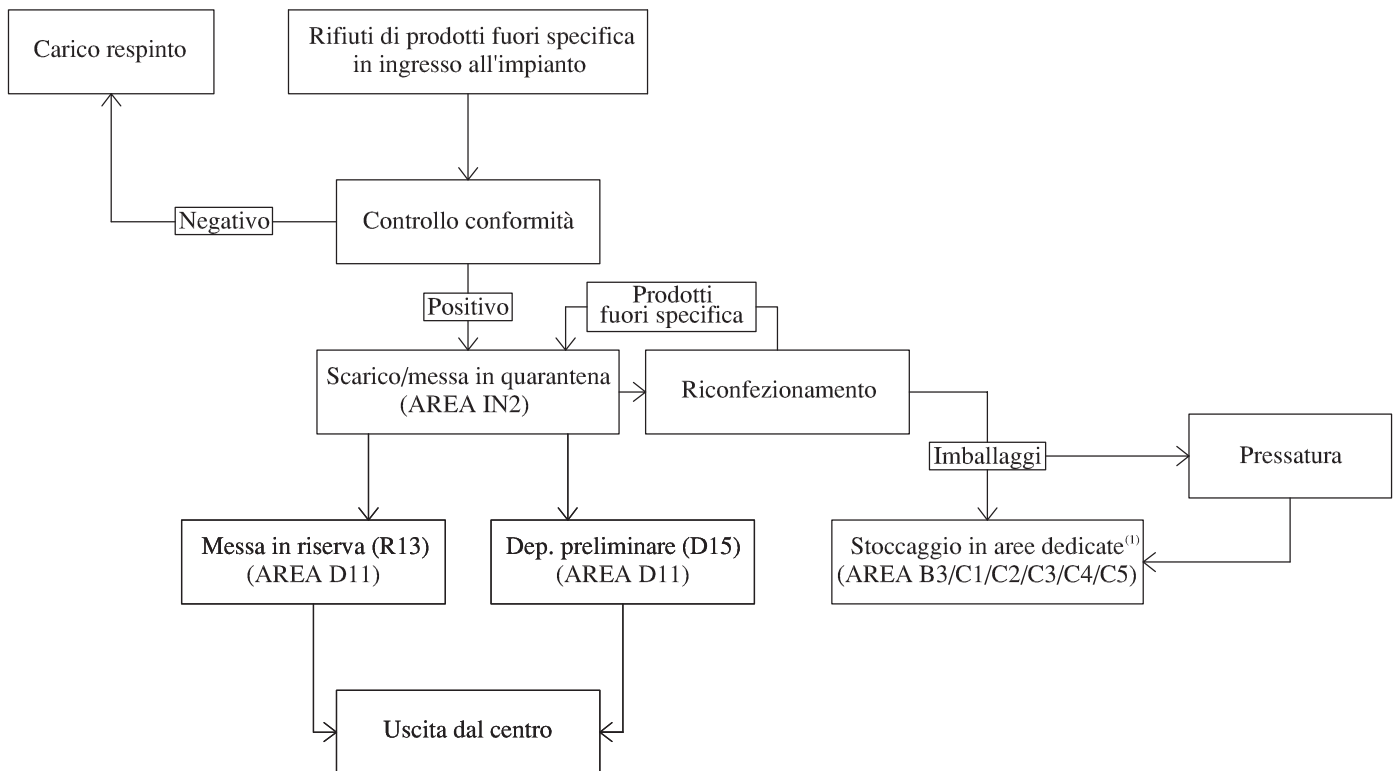 Carico respinto
Rifiuti di prodotti fuori specifica
in ingresso all'impianto
Negativo
Controllo conformità
Positivo
Prodotti
fuori specifica
Scarico/messa in quarantena
(AREA IN2)
Riconfezionamento
Imballaggi
Pressatura
Messa in riserva (R13)
(AREA D11)
Dep. preliminare (D15)
(AREA D11)
Stoccaggio in aree dedicate(1)
(AREA B3/C1/C2/C3/C4/C5)
Uscita dal centro